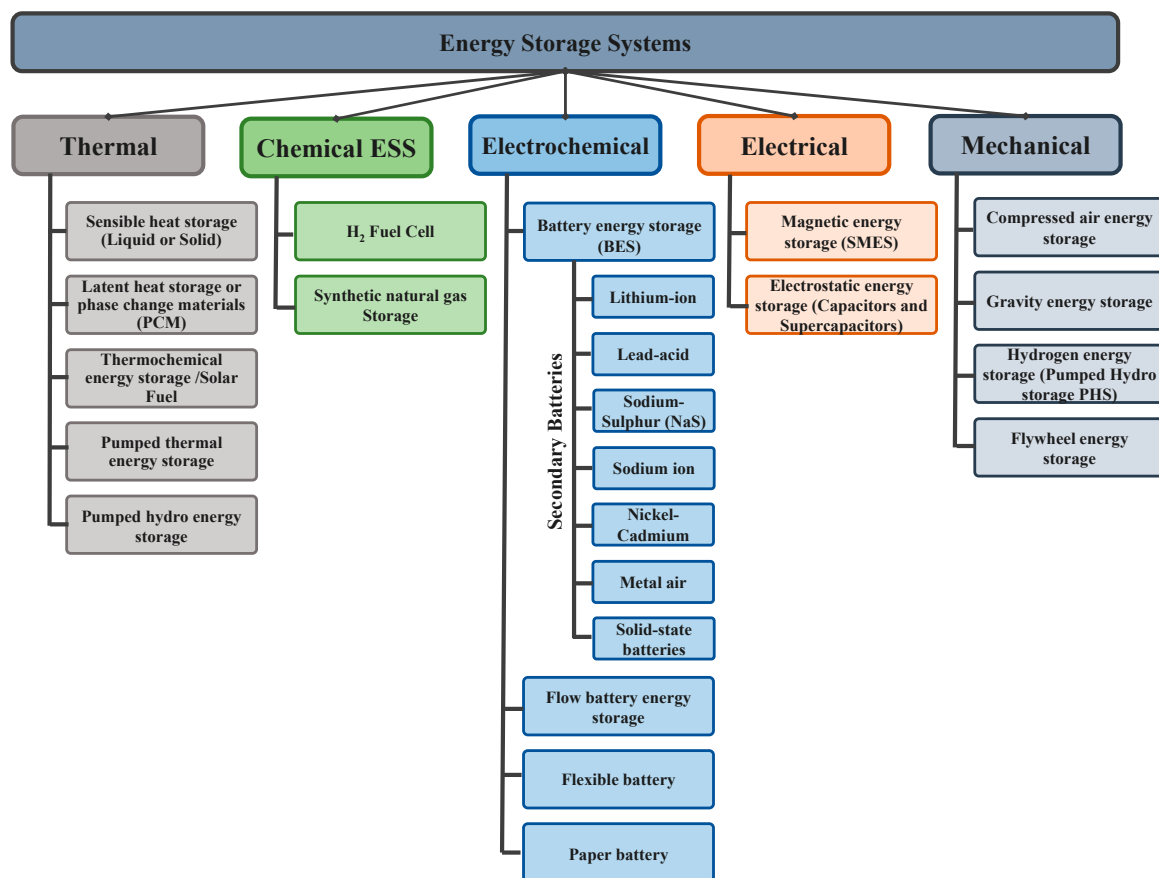 Energy Storage Systems
Thermal
Sensible heat storage
(Liquid or Solid)
Latent heat storage or
phase change materials
(PCM)
Thermochemical
energy storage /Solar
Fuel
Pumped thermal
energy storage
Pumped hydro energy
storage
Chemical ESS
H₂ Fuel Cell
Synthetic natural gas
Storage
Electrochemical
Battery energy storage
(BES)
Secondary Batteries
Lithium-ion
Lead-acid
Sodium-
Sulphur (NaS)
Sodium ion
Nickel-
Cadmium
Metal air
Solid-state
batteries
Flow battery energy
storage
Flexible battery
Paper battery
Electrical
Magnetic energy
storage (SMES)
Electrostatic energy
storage (Capacitors and
Supercapacitors)
Mechanical
Compressed air energy
storage
Gravity energy storage
Hydrogen energy
storage (Pumped Hydro
storage PHS)
Flywheel energy
storage